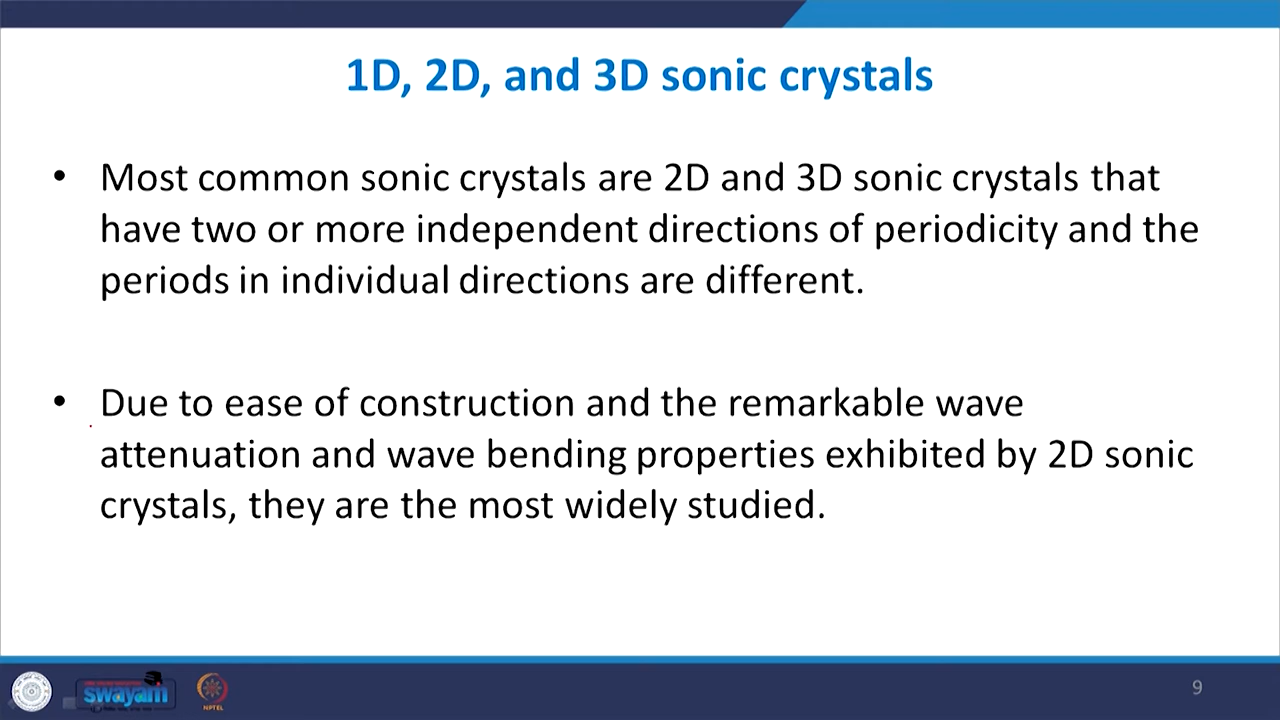 1D, 2D, and 3D sonic crystals
• Most common sonic crystals are 2D and 3D sonic crystals that
have two or more independent directions of periodicity and the
periods in individual directions are different.
• Due to ease of construction and the remarkable wave
attenuation and wave bending properties exhibited by 2D sonic
crystals, they are the most widely studied.
swayam
NPTEL
9